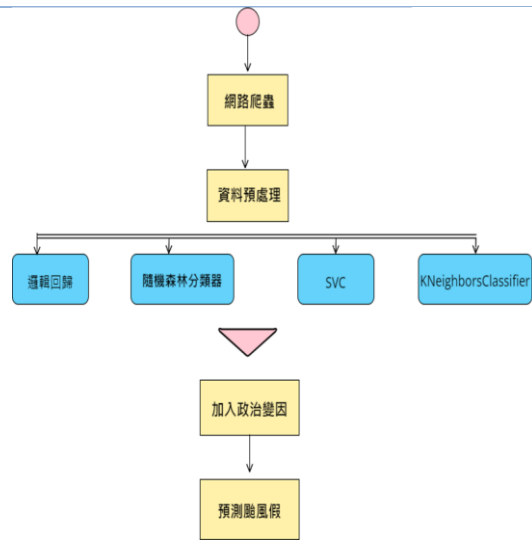 網路爬蟲
資料預處理
邏輯回歸
隨機森林分類器
SVC
KNeighborsClassifier
加入政治變因
預測颱風假